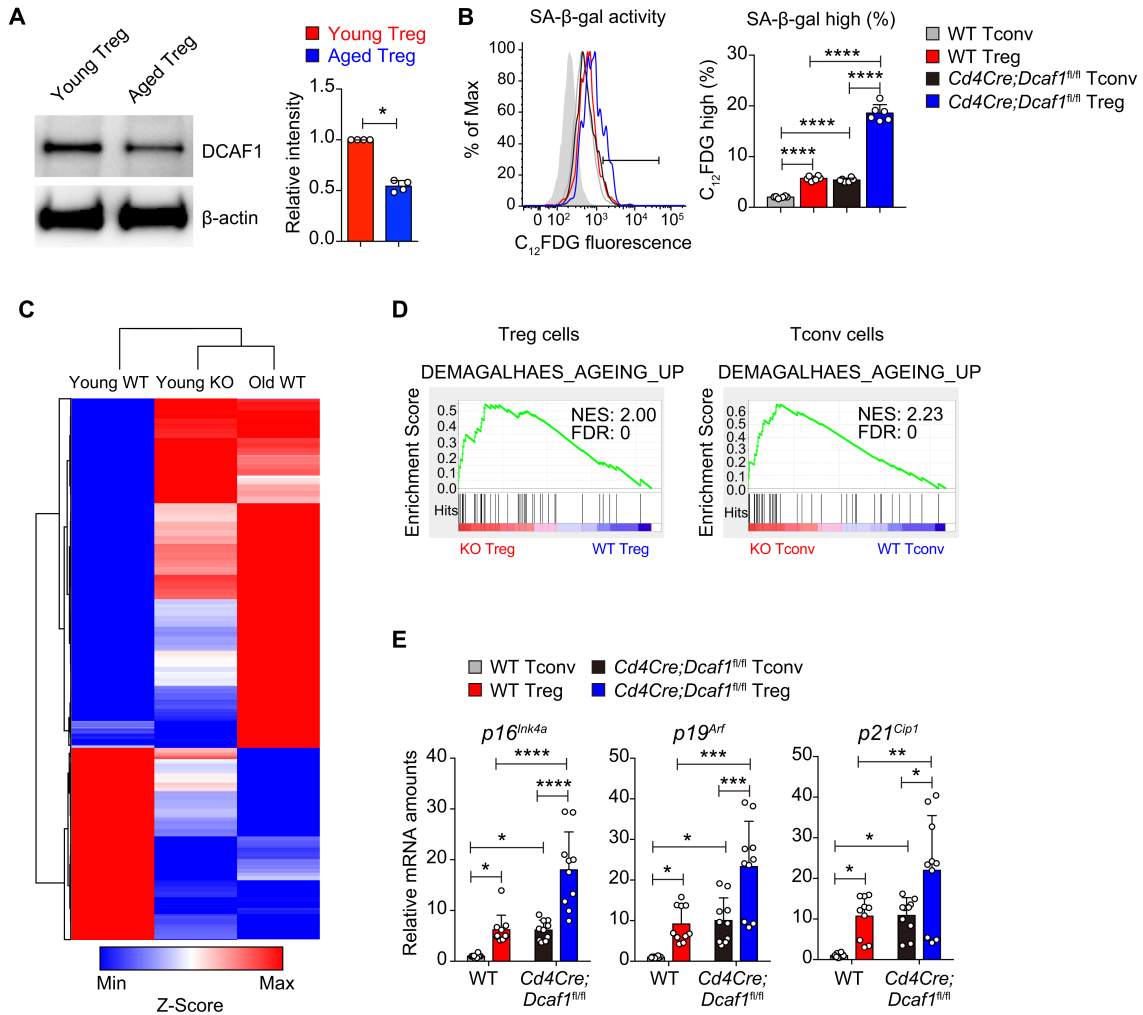 A
Young Treg
Aged Treg
DCAF1
β-actin
Young Treg
Aged Treg
Relative intensity
1.5
1.0
0.5
0.0
*
B
SA-β-gal activity
% of Max
100
80
60
40
20
0
0 10² 10³ 10⁴ 10⁵
C₁₂FDG fluorescence
SA-β-gal high (%)
C₁₂FDG high (%)
30
20
10
0
****
****
****
****
WT Tconv
WT Treg
Cd4Cre;Dcaf1fl/fl Tconv
Cd4Cre;Dcaf1fl/fl Treg
C
Young WT Young KO Old WT
Min Max
Z-Score
D
Treg cells
DEMAGALHAES_AGEING_UP
Enrichment Score
0.5
0.4
0.3
0.2
0.1
0.0
NES: 2.00
FDR: 0
Hits
KO Treg WT Treg
Tconv cells
DEMAGALHAES_AGEING_UP
Enrichment Score
0.6
0.5
0.4
0.3
0.2
0.1
0.0
NES: 2.23
FDR: 0
Hits
KO Tconv WT Tconv
E
WT Tconv
WT Treg
Cd4Cre;Dcaf1fl/fl Tconv
Cd4Cre;Dcaf1fl/fl Treg
Relative mRNA amounts
p16Ink4a
40
30
20
10
0
****
****
*
*
WT Cd4Cre;
Dcaf1fl/fl
p19Arf
50
40
30
20
10
0
***
***
*
*
WT Cd4Cre;
Dcaf1fl/fl
p21Cip1
50
40
30
20
10
0
**
*
*
*
WT Cd4Cre;
Dcaf1fl/fl